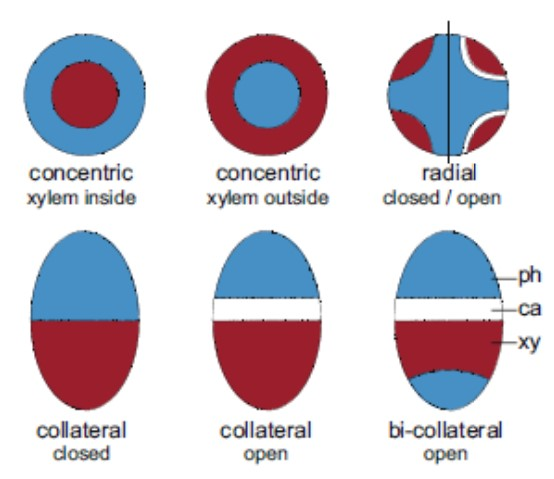 concentric
xylem inside
concentric
xylem outside
radial
closed / open
ph
ca
xy
collateral
closed
collateral
open
bi-collateral
open